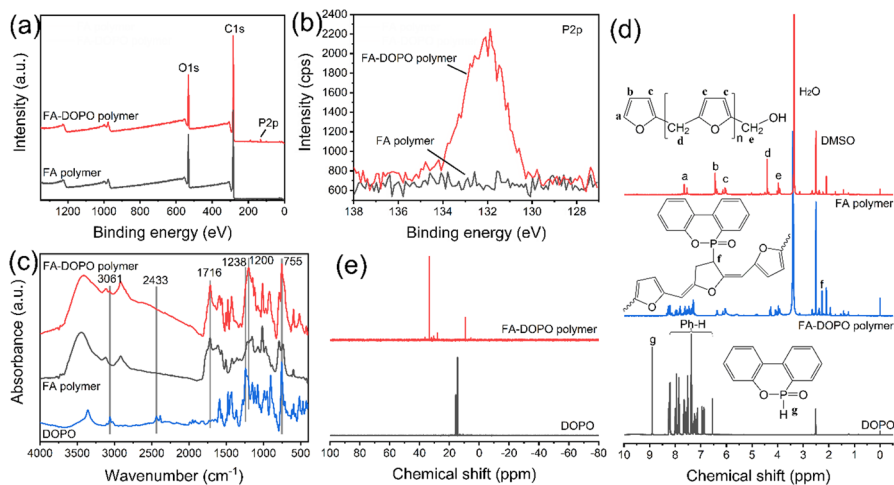 (a)
Intensity (a.u.)
C1s
O1s
FA-DOPO polymer
P2p
FA polymer
1200 1000 800 600 400 200 0
Binding energy (eV)
(b)
Intensity (cps)
2400
2200
2000
1800
1600
1400
1200
1000
800
600
P2p
FA-DOPO polymer
FA polymer
138 136 134 132 130 128 126
Binding energy (eV)
(c)
Absorbance (a.u.)
FA-DOPO polymer
3061
2433
1716
1238
1200
755
FA polymer
DOPO
4000 3500 3000 2500 2000 1500 1000 500
Wavenumber (cm⁻¹)
(e)
FA-DOPO polymer
DOPO
100 80 60 40 20 0 -20 -40 -60 -80
Chemical shift (ppm)
(d)
H₂O
b c c c
a O O C H₂ C H₂ OH
d n e
DMSO
a b c d e
FA polymer
O P O
f
O O O
f
FA-DOPO polymer
Ph-H
g
O P O
H g
DOPO
10 9 8 7 6 5 4 3 2 1 0
Chemical shift (ppm)